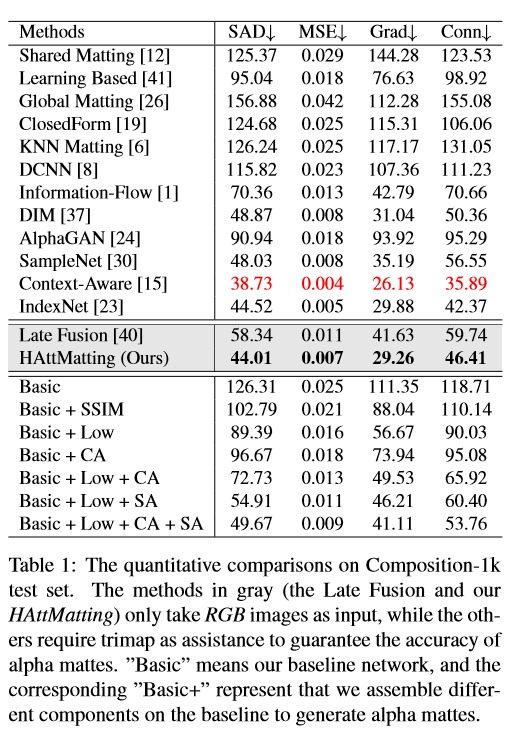 Methods SAD↓ MSE↓ Grad↓ Conn↓
Shared Matting [12] 125.37 0.029 144.28 123.53
Learning Based [41] 95.04 0.018 76.63 98.92
Global Matting [26] 156.88 0.042 112.28 155.08
ClosedForm [19] 124.68 0.025 115.31 106.06
KNN Matting [6] 126.24 0.025 117.17 131.05
DCNN [8] 115.82 0.023 107.36 111.23
Information-Flow [1] 70.36 0.013 42.79 70.66
DIM [37] 48.87 0.008 31.04 50.36
AlphaGAN [24] 90.94 0.018 93.92 95.29
SampleNet [30] 48.03 0.008 35.19 56.55
Context-Aware [15] 38.73 0.004 26.13 35.89
IndexNet [23] 44.52 0.005 29.88 42.37
Late Fusion [40] 58.34 0.011 41.63 59.74
HAttMatting (Ours) 44.01 0.007 29.26 46.41
Basic 126.31 0.025 111.35 118.71
Basic + SSIM 102.79 0.021 88.04 110.14
Basic + Low 89.39 0.016 56.67 90.03
Basic + CA 96.67 0.018 73.94 95.08
Basic + Low + CA 72.73 0.013 49.53 65.92
Basic + Low + SA 54.91 0.011 46.21 60.40
Basic + Low + CA + SA 49.67 0.009 41.11 53.76
Table 1: The quantitative comparisons on Composition-1k
test set. The methods in gray (the Late Fusion and our
HAttMatting) only take RGB images as input, while the oth-
ers require trimap as assistance to guarantee the accuracy of
alpha mattes. ”Basic” means our baseline network, and the
corresponding ”Basic+” represent that we assemble differ-
ent components on the baseline to generate alpha mattes.